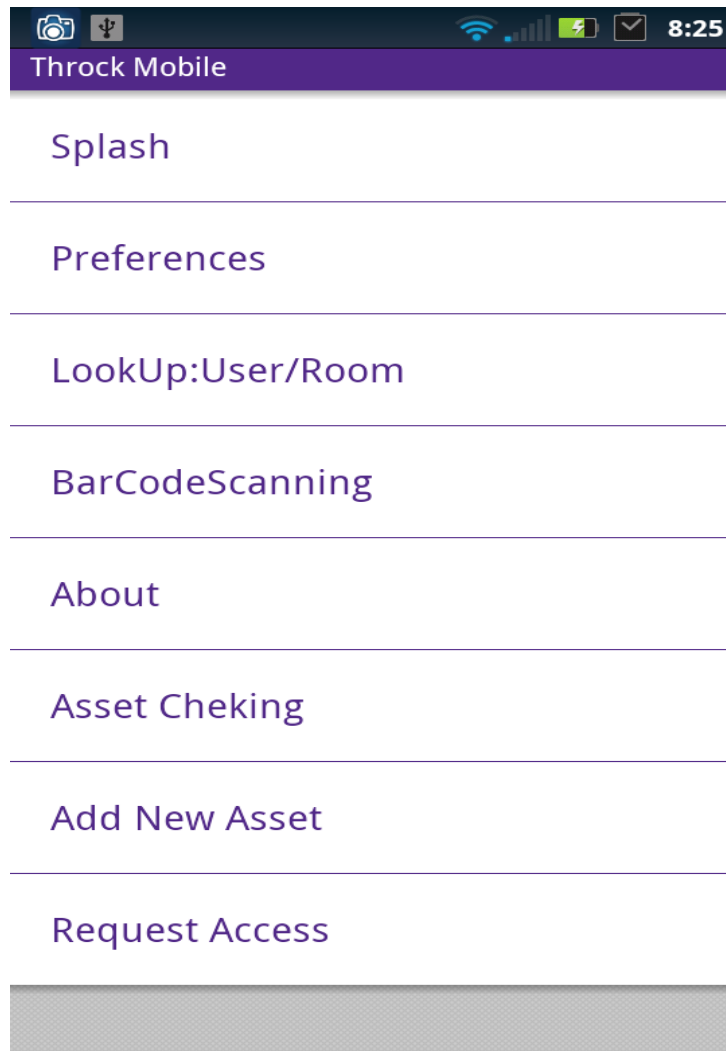 8:25
Throck Mobile
Splash
Preferences
LookUp:User/Room
BarCodeScanning
About
Asset Cheking
Add New Asset
Request Access